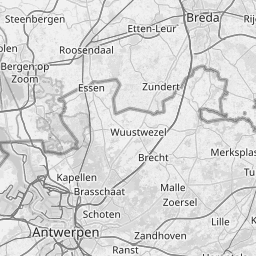 Steenbergen
Breda
Etten-Leur
Roosendaal
Bergen op
Zoom
Essen
Zundert
Wuustwezel
Brecht
Merksplas
Kapellen
Brasschaat
Malle
Zoersel
Schoten
Lille
Antwerpen
Zandhoven
Ranst